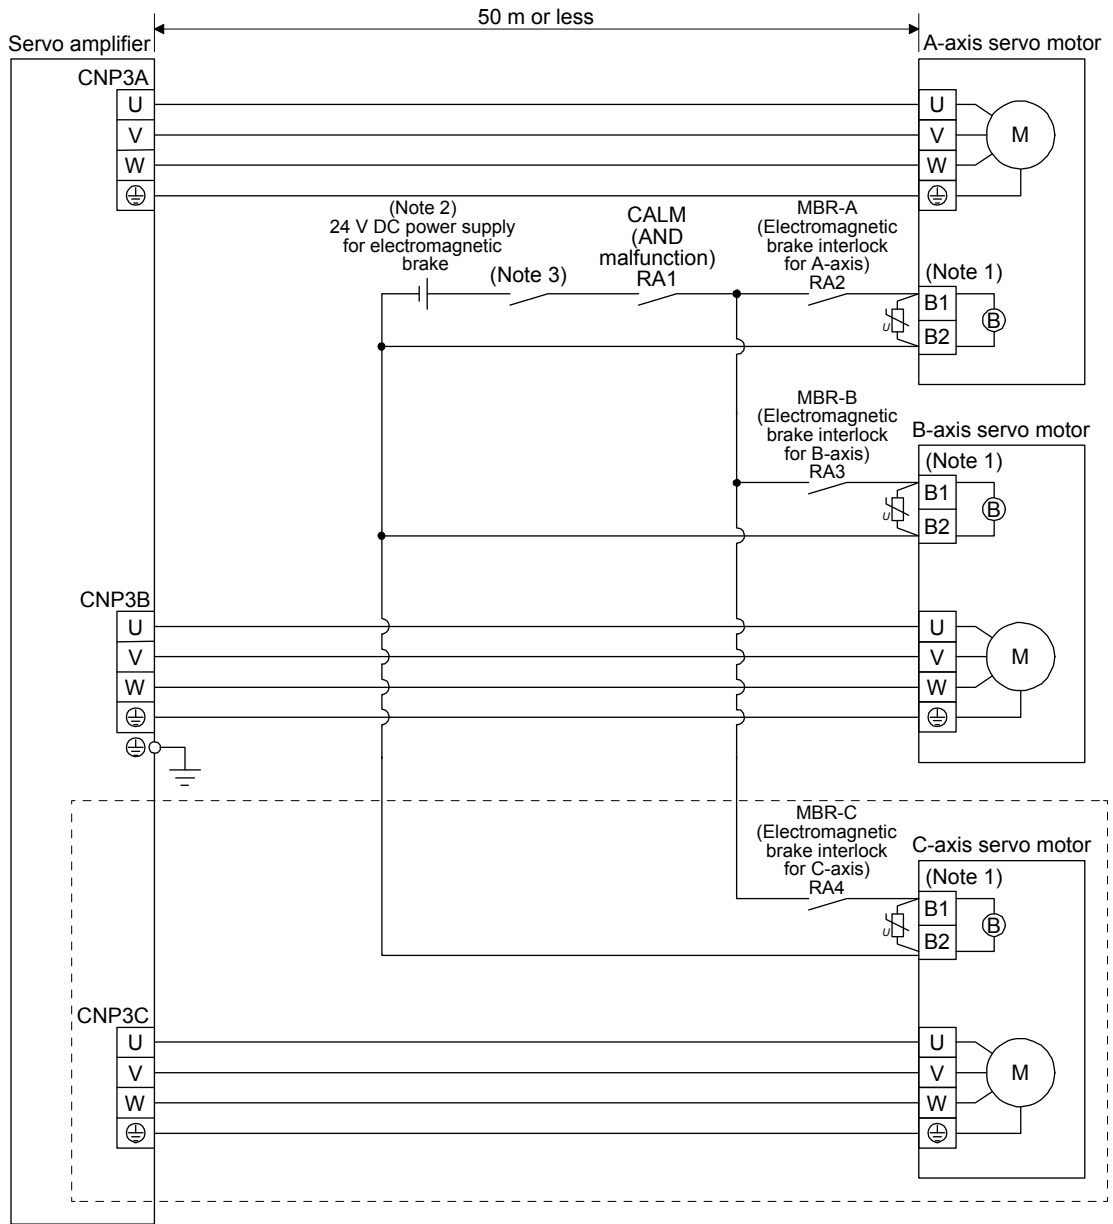 50 m or less
Servo amplifier
A-axis servo motor
CNP3A
U
U
V
V
M
W
W
(Note 2)
24 V DC power supply
for electromagnetic
brake
(Note 3)
CALM
(AND
malfunction)
RA1
MBR-A
(Electromagnetic
brake interlock
for A-axis)
RA2
(Note 1)
B1
B2
U
B
MBR-B
(Electromagnetic
brake interlock
for B-axis)
RA3
B-axis servo motor
(Note 1)
B1
B2
U
B
CNP3B
U
U
V
V
M
W
W
MBR-C
(Electromagnetic
brake interlock
for C-axis)
RA4
C-axis servo motor
(Note 1)
B1
B2
U
B
CNP3C
U
U
V
V
M
W
W